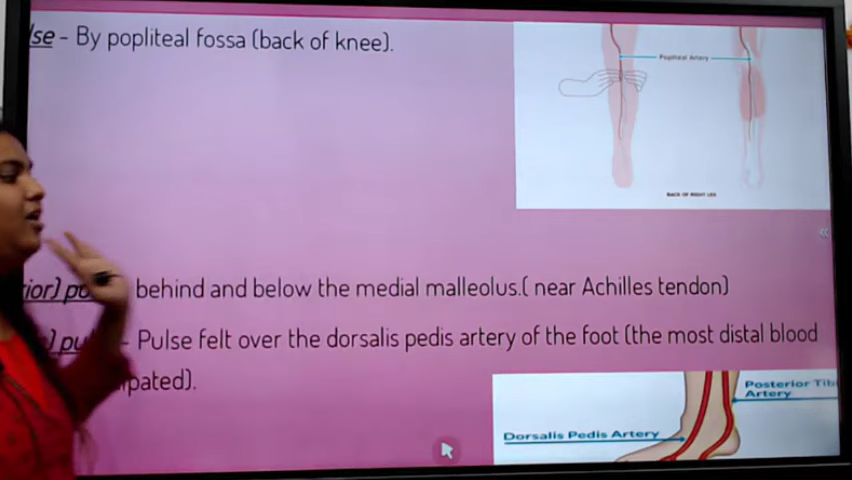 se - By popliteal fossa (back of knee).
Popliteal Artery
BACK OF RIGHT LEG
ior) pu behind and below the medial malleolus.( near Achilles tendon)
) pul - Pulse felt over the dorsalis pedis artery of the foot (the most distal blood
ipated).
Posterior Tib
Artery
Dorsalis Pedis Artery